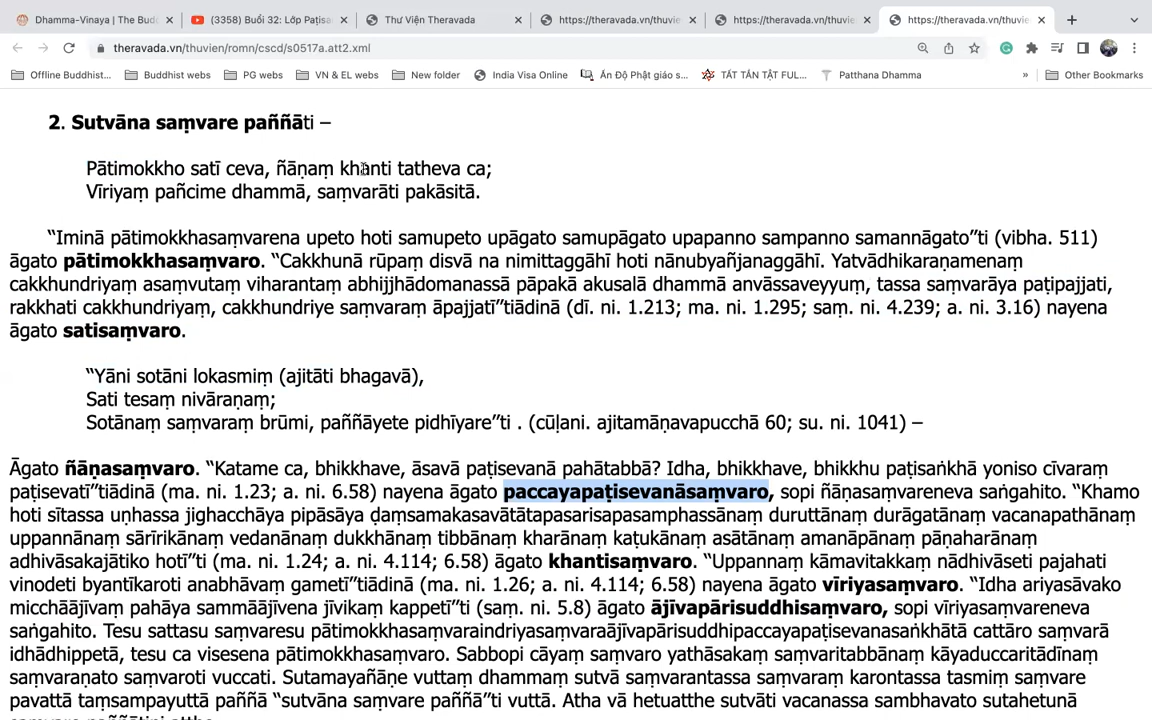 Dhamma-Vinaya | The Bud
(3358) Buổi 32: Lớp Paṭisa
Thư Viện Theravada
https://theravada.vn/thuvie
https://theravada.vn/thuvie
https://theravada.vn/thuvie
theravada.vn/thuvien/romn/cscd/s0517a.att2.xml
Offline Buddhist...
Buddhist webs
PG webs
VN & EL webs
New folder
India Visa Online
Ấn Độ Phật giáo s...
TẤT TẦN TẬT FUL...
Patthana Dhamma
»
Other Bookmarks
2. Sutvāna saṃvare paññāti –
Pātimokkho satī ceva, ñāṇaṃ khanti tatheva ca;
Vīriyaṃ pañcime dhammā, saṃvarāti pakāsitā.
“Iminā pātimokkhasaṃvarena upeto hoti samupeto upāgato samupāgato upapanno sampanno samannāgato”ti (vibha. 511)
āgato pātimokkhasaṃvaro. “Cakkhunā rūpaṃ disvā na nimittaggāhī hoti nānubyañjanaggāhī. Yatvādhikaraṇamenaṃ
cakkhundriyaṃ asaṃvutaṃ viharantaṃ abhijjhādomanassā pāpakā akusalā dhammā anvāssaveyyuṃ, tassa saṃvarāya paṭipajjati,
rakkhati cakkhundriyaṃ, cakkhundriye saṃvaraṃ āpajjatī”tiādinā (dī. ni. 1.213; ma. ni. 1.295; saṃ. ni. 4.239; a. ni. 3.16) nayena
āgato satisaṃvaro.
“Yāni sotāni lokasmiṃ (ajitāti bhagavā),
Sati tesaṃ nivāraṇaṃ;
Sotānaṃ saṃvaraṃ brūmi, paññāyete pidhīyare”ti . (cūḷani. ajitamāṇavapucchā 60; su. ni. 1041) –
Āgato ñāṇasaṃvaro. “Katame ca, bhikkhave, āsavā paṭisevanā pahātabbā? Idha, bhikkhave, bhikkhu paṭisaṅkhā yoniso cīvaraṃ
paṭisevatī”tiādinā (ma. ni. 1.23; a. ni. 6.58) nayena āgato paccayapaṭisevanāsaṃvaro, sopi ñāṇasaṃvareneva saṅgahito. “Khamo
hoti sītassa uṇhassa jighacchāya pipāsāya ḍaṃsamakasavātātapasarisapasamphassānaṃ duruttānaṃ durāgatānaṃ vacanapathānaṃ
uppannānaṃ sārīrikānaṃ vedanānaṃ dukkhānaṃ tibbānaṃ kharānaṃ kaṭukānaṃ asātānaṃ amanāpānaṃ pāṇaharānaṃ
adhivāsakajātiko hotī”ti (ma. ni. 1.24; a. ni. 4.114; 6.58) āgato khantisaṃvaro. “Uppannaṃ kāmavitakkaṃ nādhivāseti pajahati
vinodeti byantīkaroti anabhāvaṃ gametī”tiādinā (ma. ni. 1.26; a. ni. 4.114; 6.58) nayena āgato vīriyasaṃvaro. “Idha ariyasāvako
micchāājīvaṃ pahāya sammāājīvena jīvikaṃ kappetī”ti (saṃ. ni. 5.8) āgato ājīvapārisuddhisaṃvaro, sopi vīriyasaṃvareneva
saṅgahito. Tesu sattasu saṃvaresu pātimokkhasaṃvaraindriyasaṃvaraājīvapārisuddhipaccayapaṭisevanasaṅkhātā cattāro saṃvarā
idhādhippetā, tesu ca visesena pātimokkhasaṃvaro. Sabbopi cāyaṃ saṃvaro yathāsakaṃ saṃvaritabbānaṃ kāyaduccaritādīnaṃ
saṃvaraṇato saṃvaroti vuccati. Sutamayañāṇe vuttaṃ dhammaṃ sutvā saṃvarantassa saṃvaraṃ karontassa tasmiṃ saṃvare
pavattā taṃsampayuttā paññā “sutvāna saṃvare paññā”ti vuttā. Atha vā hetuatthe sutvāti vacanassa sambhavato sutahetunā